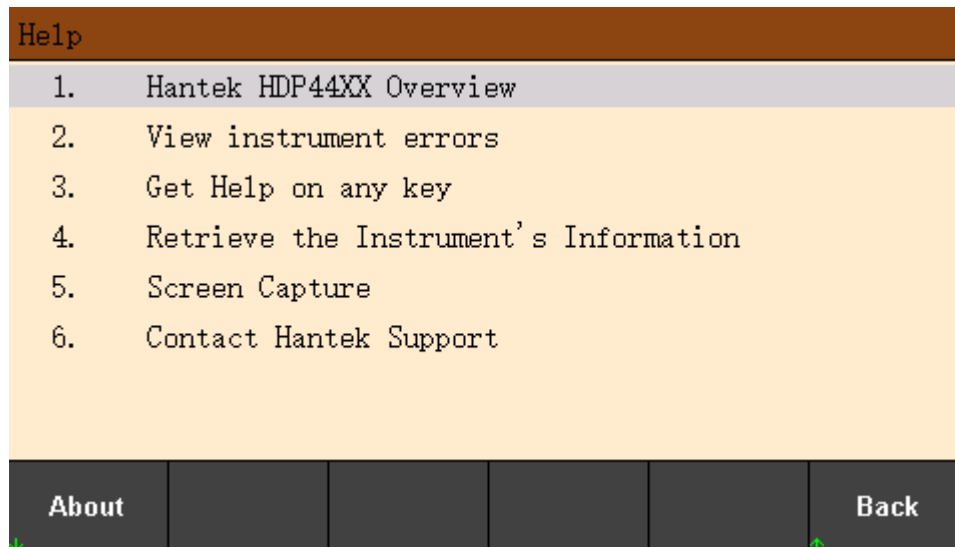 Help
1. Hantek HDP44XX Overview
2. View instrument errors
3. Get Help on any key
4. Retrieve the Instrument's Information
5. Screen Capture
6. Contact Hantek Support
About Back